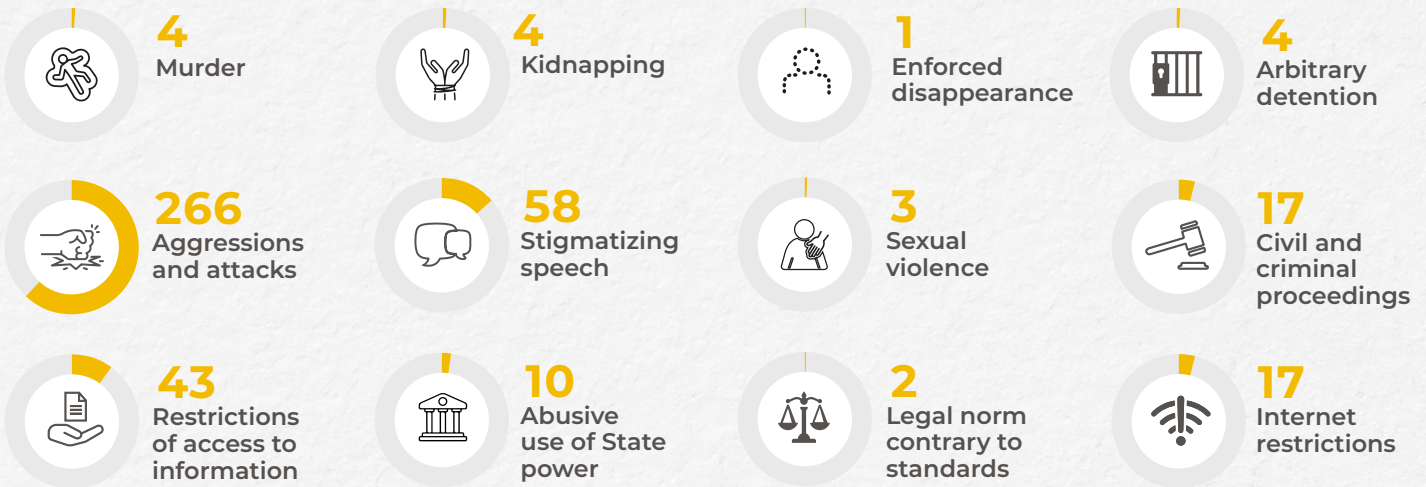 4
Murder
4
Kidnapping
1
Enforced
disappearance
4
Arbitrary
detention
266
Aggressions
and attacks
58
Stigmatizing
speech
3
Sexual
violence
17
Civil and
criminal
proceedings
43
Restrictions
of access to
information
10
Abusive
use of State
power
2
Legal norm
contrary to
standards
17
Internet
restrictions